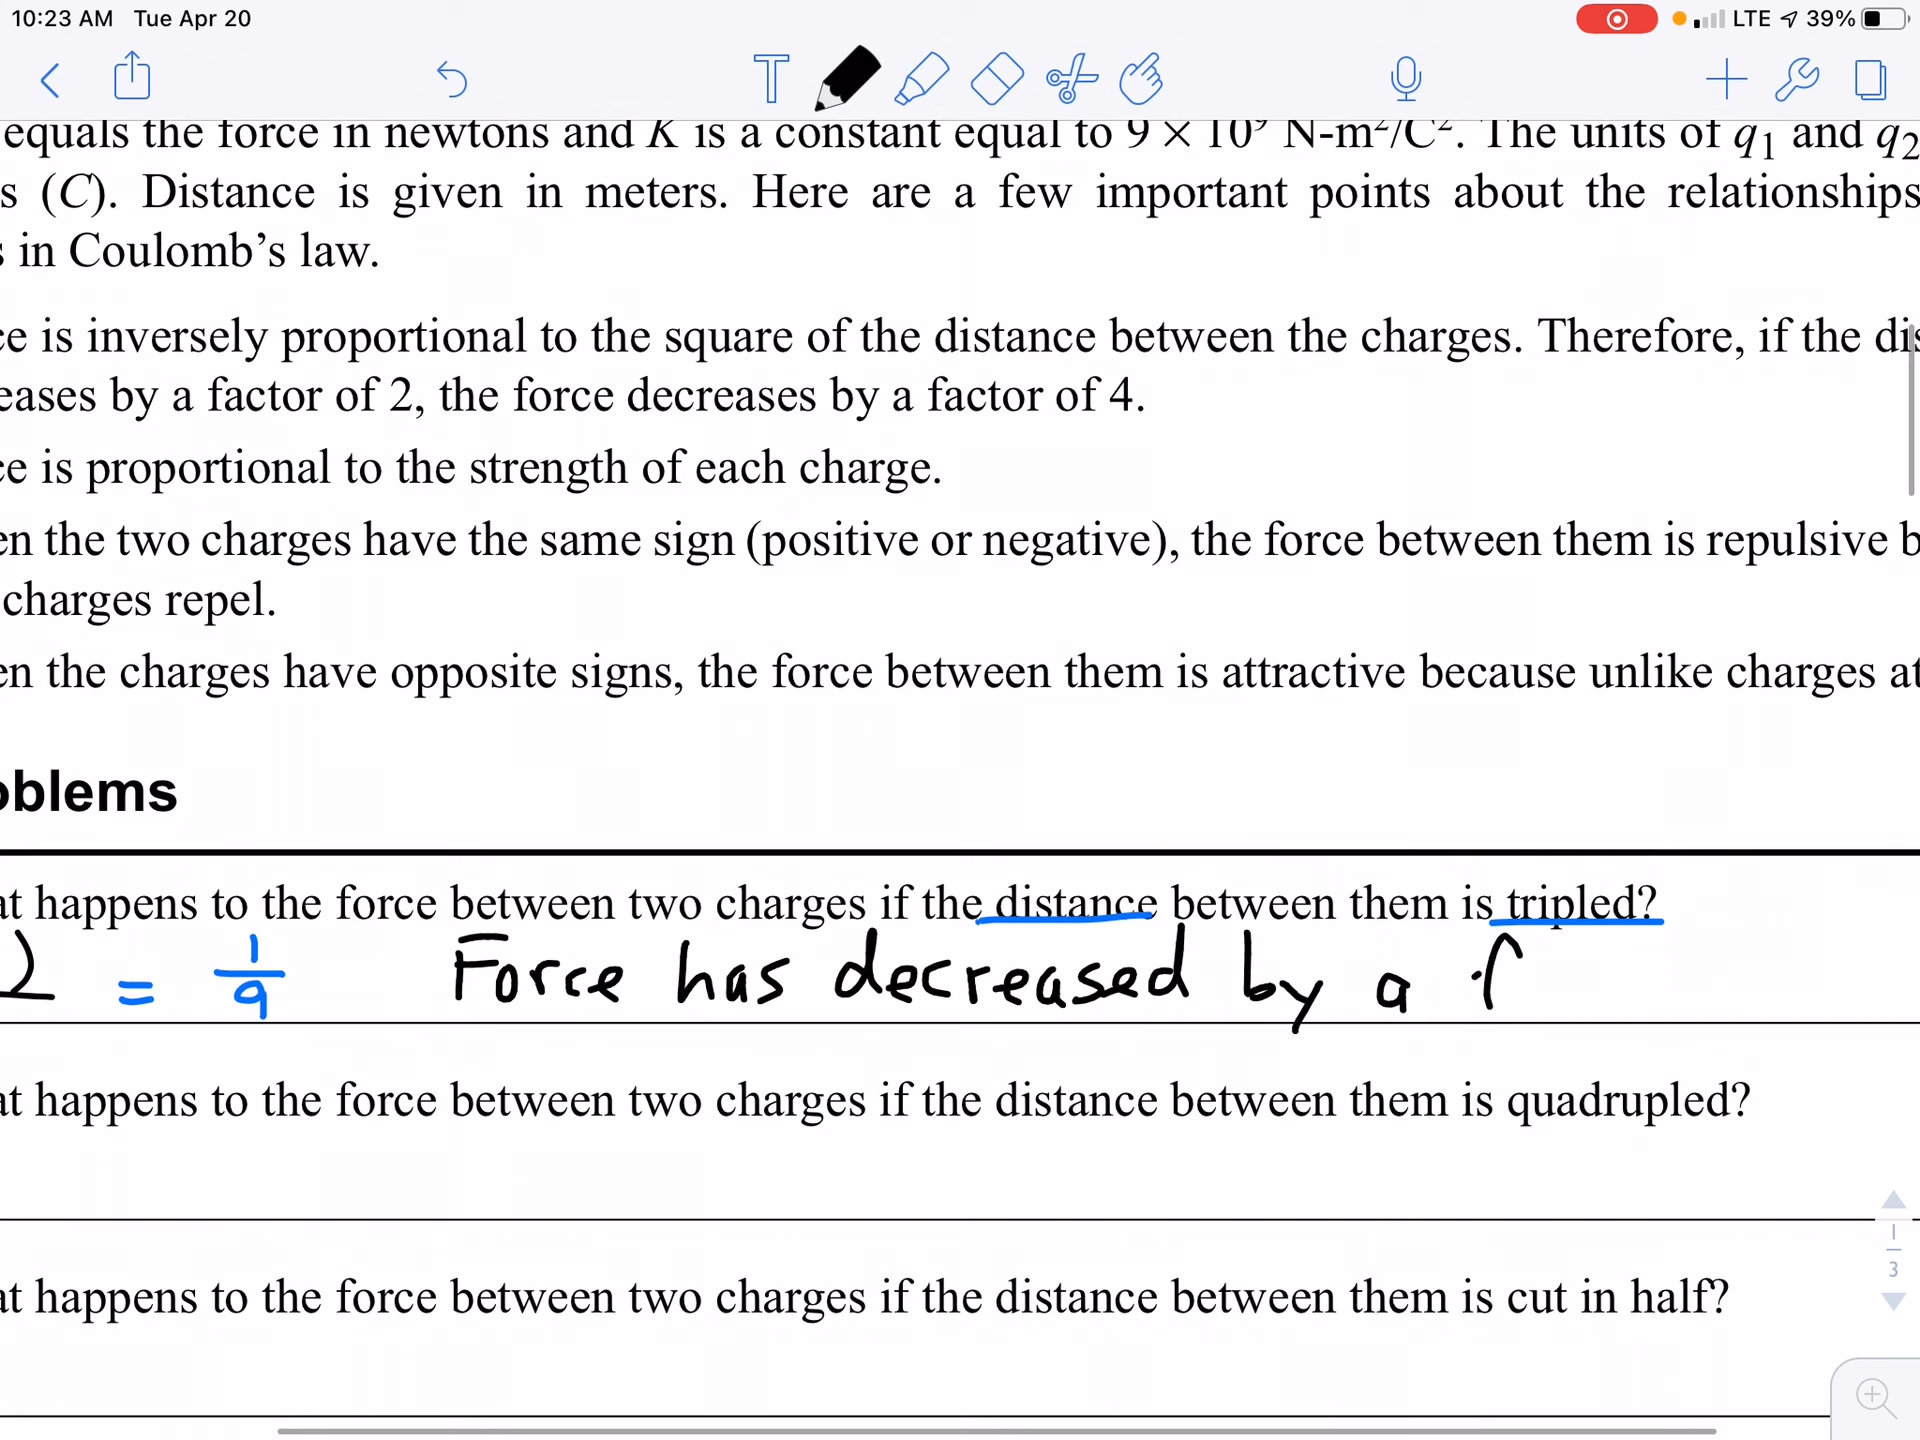 10:23 AM Tue Apr 20 LTE 39%
T
equals the force in newtons and K is a constant equal to 9 × 10⁹ N-m²/C². The units of q₁ and q₂
s (C). Distance is given in meters. Here are a few important points about the relationships
s in Coulomb’s law.
ce is inversely proportional to the square of the distance between the charges. Therefore, if the dis
eases by a factor of 2, the force decreases by a factor of 4.
ce is proportional to the strength of each charge.
en the two charges have the same sign (positive or negative), the force between them is repulsive b
charges repel.
en the charges have opposite signs, the force between them is attractive because unlike charges at
oblems
at happens to the force between two charges if the distance between them is tripled?
= 1/9 Force has decreased by a f
at happens to the force between two charges if the distance between them is quadrupled?
1
3
at happens to the force between two charges if the distance between them is cut in half?